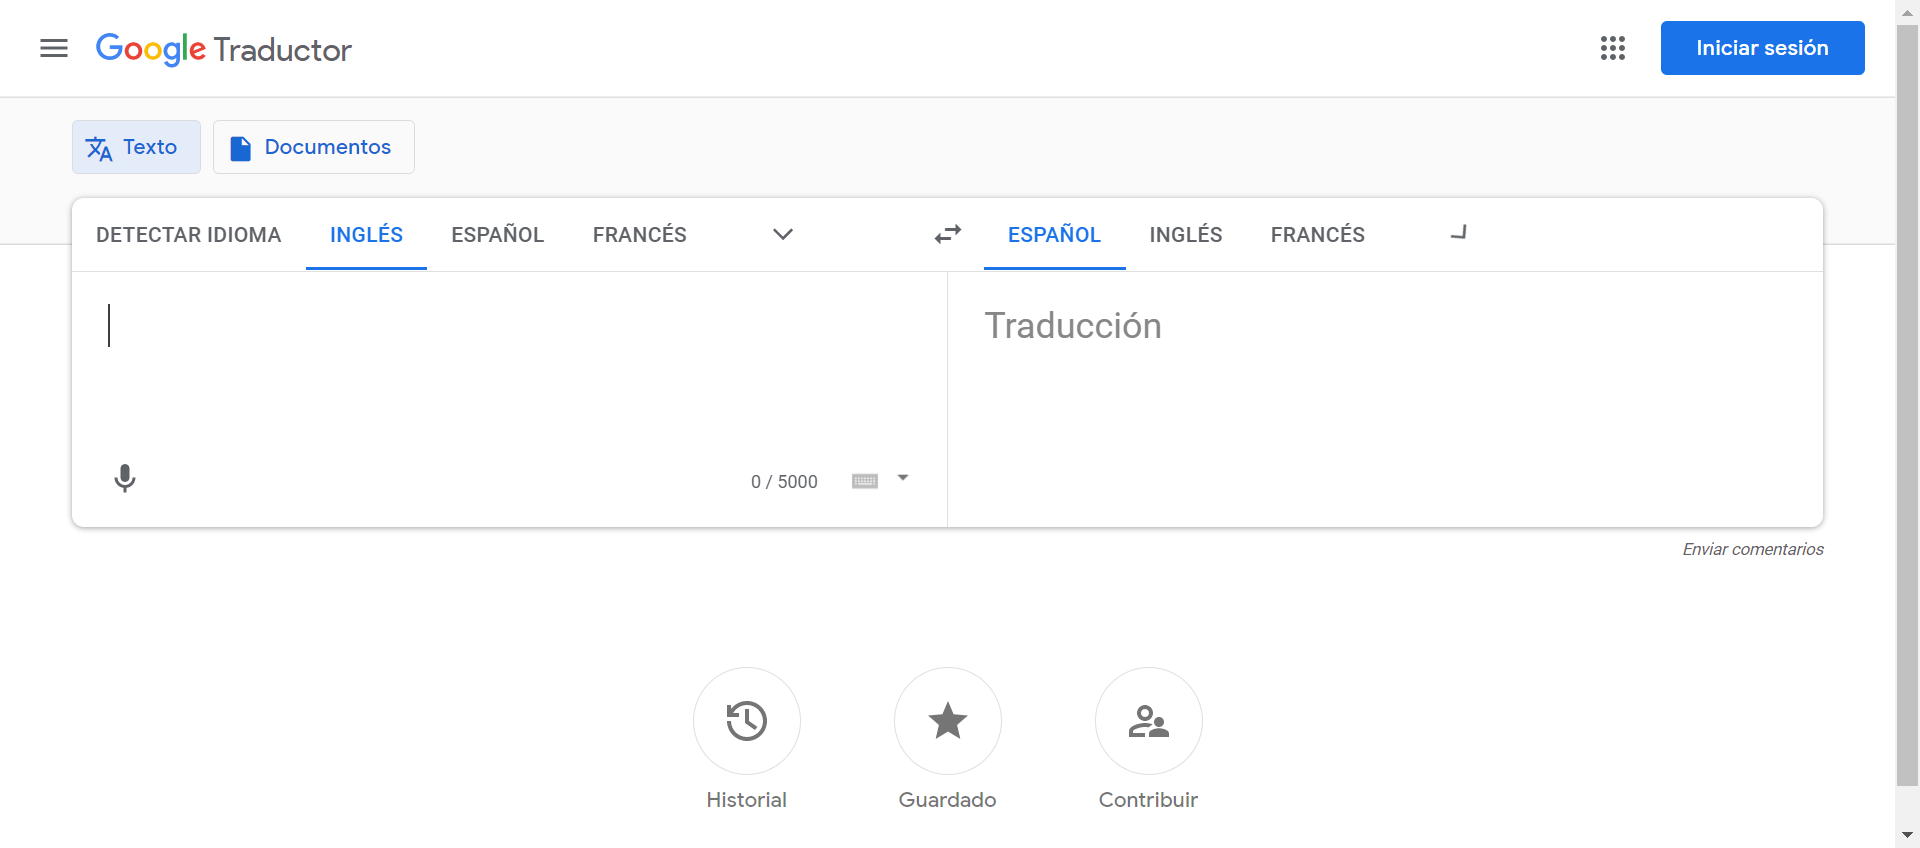 Google Traductor
Iniciar sesión
Texto
Documentos
DETECTAR IDIOMA INGLÉS ESPAÑOL FRANCÉS
ESPAÑOL INGLÉS FRANCÉS
Traducción
0 / 5000
Enviar comentarios
Historial
Guardado
Contribuir